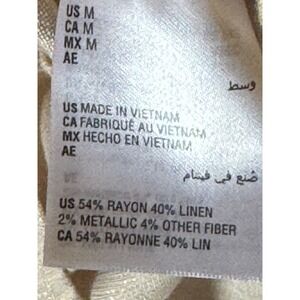 US M
CA M
MX M
AE
وسط
US MADE IN VIETNAM
CA FABRIQUÉ AU VIETNAM
MX HECHO EN VIETNAM
AE
صُنع في فيتنام
US 54% RAYON 40% LINEN
2% METALLIC 4% OTHER FIBER
CA 54% RAYONNE 40% LIN